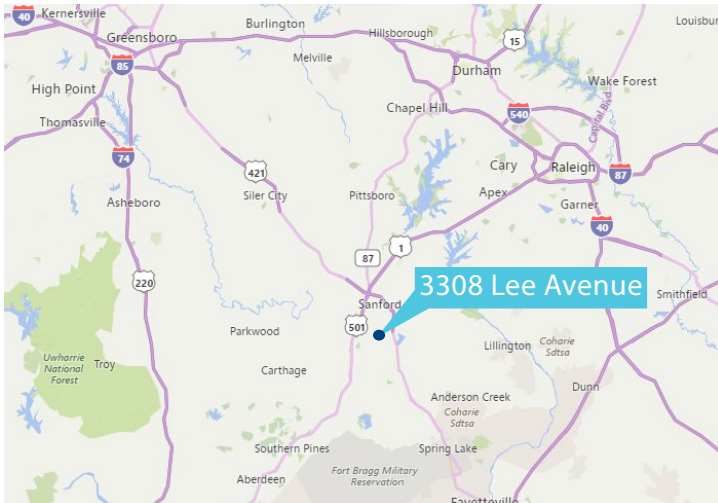 40
Kernersville
Greensboro
Burlington
Hillsborough
Louisbur
15
Melville
85
Durham
High Point
Wake Forest
Chapel Hill
Thomasville
540
Capital Blvd
74
421
Cary
Raleigh
87
Siler City
Pittsboro
Apex
Asheboro
Garner
40
1
87
220
3308 Lee Avenue
Smithfield
Sanford
501
Parkwood
Lillington
Coharie
Sdtsa
Uwharrie
National
Forest
Troy
Carthage
Dunn
Anderson Creek
Coharie
Sdtsa
Southern Pines
Spring Lake
Fort Bragg Military
Reservation
Aberdeen
Fayetteville